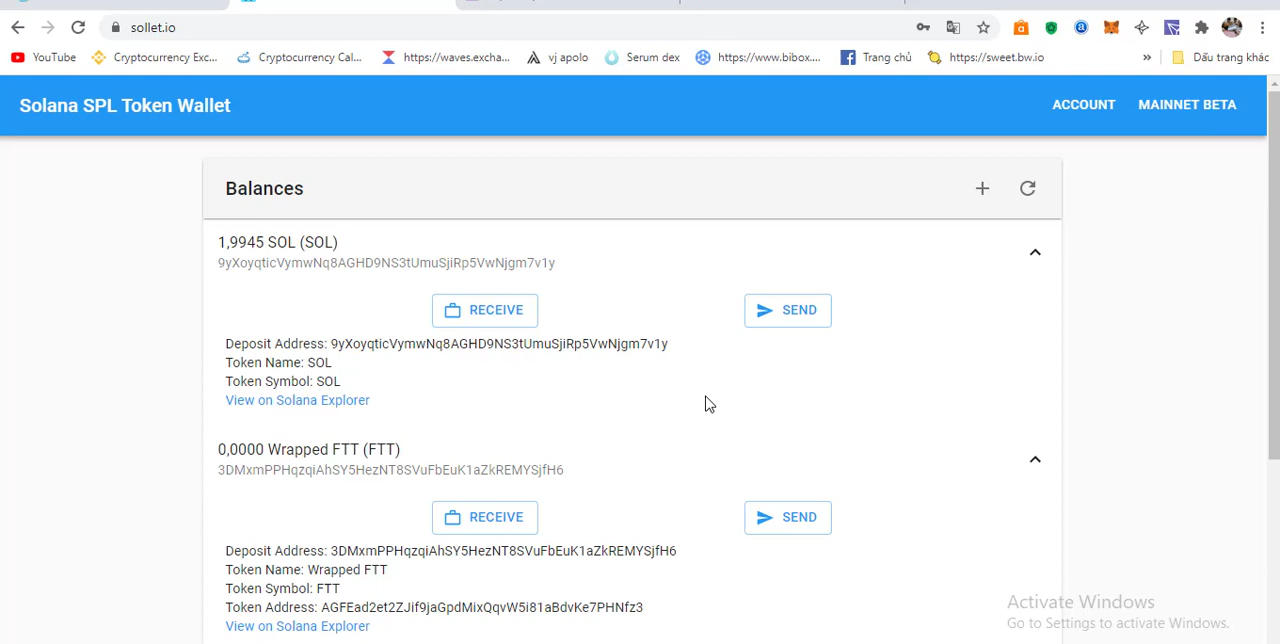 sollet.io
YouTube
Cryptocurrency Exc...
Cryptocurrency Cal...
https://waves.excha...
vj apolo
Serum dex
https://www.bibox....
Trang chủ
https://sweet.bw.io
»
Dấu trang khác
Solana SPL Token Wallet
ACCOUNT
MAINNET BETA
Balances
1,9945 SOL (SOL)
9yXoyqticVymwNq8AGHD9NS3tUmuSjiRp5VwNjgm7v1y
RECEIVE
SEND
Deposit Address: 9yXoyqticVymwNq8AGHD9NS3tUmuSjiRp5VwNjgm7v1y
Token Name: SOL
Token Symbol: SOL
View on Solana Explorer
0,0000 Wrapped FTT (FTT)
3DMxmPPHqzqiAhSY5HezNT8SVuFbEuK1aZkREMYSjfH6
RECEIVE
SEND
Deposit Address: 3DMxmPPHqzqiAhSY5HezNT8SVuFbEuK1aZkREMYSjfH6
Token Name: Wrapped FTT
Token Symbol: FTT
Token Address: AGFEad2et2ZJif9jaGpdMixQqvW5i81aBdvKe7PHNfz3
View on Solana Explorer
Activate Windows
Go to Settings to activate Windows.